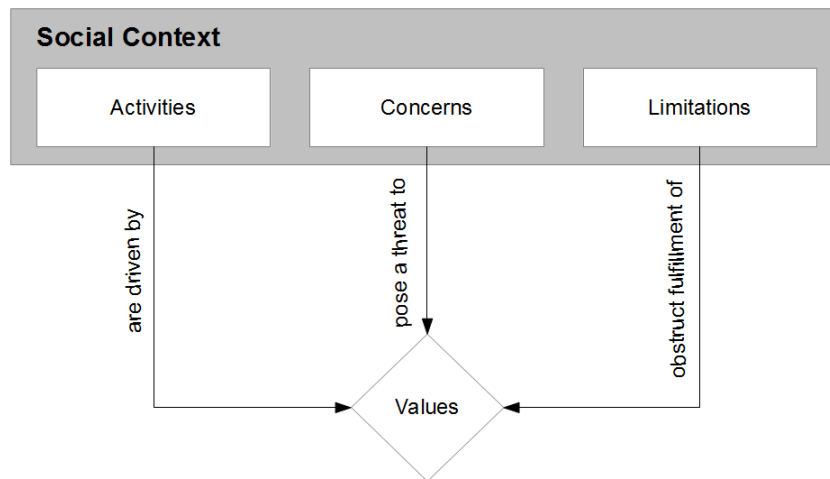 Social Context
Activities
Concerns
Limitations
are driven by
pose a threat to
obstruct fulfillment of
Values